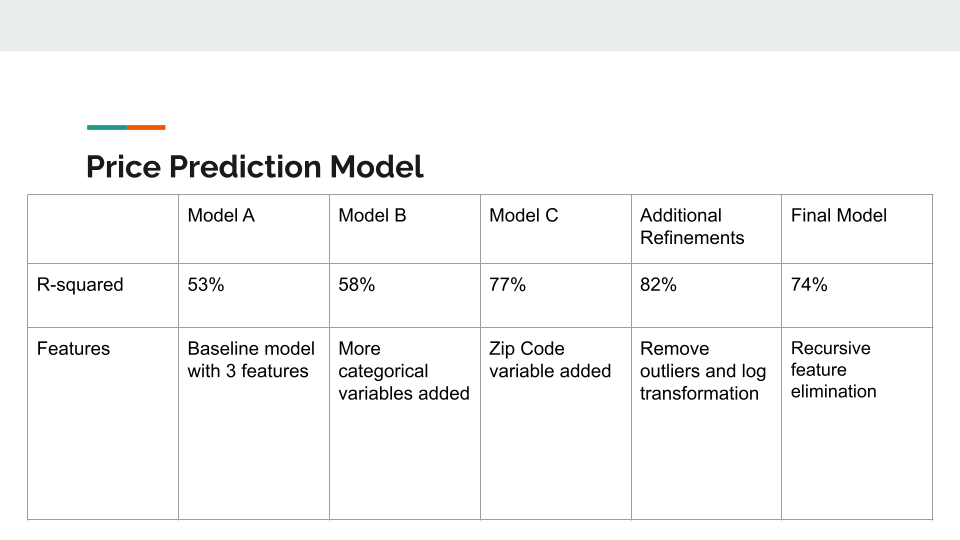 Price Prediction Model
Model A
Model B
Model C
Additional
Refinements
Final Model
R-squared
53%
58%
77%
82%
74%
Features
Baseline model
with 3 features
More
categorical
variables added
Zip Code
variable added
Remove
outliers and log
transformation
Recursive
feature
elimination